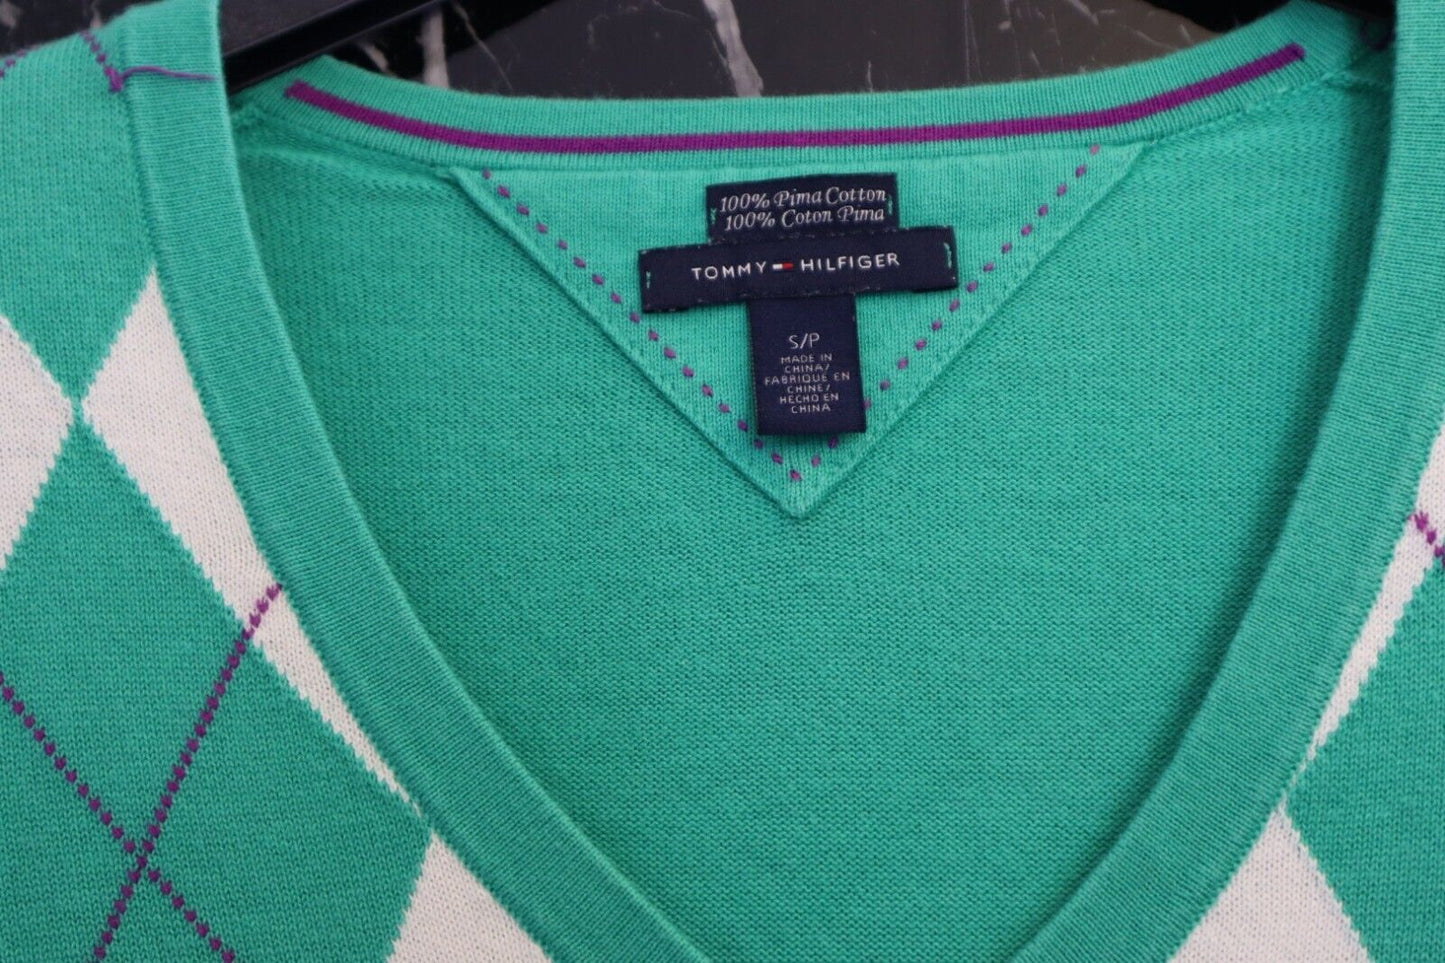 100% Pima Cotton
100% Coton Pima
TOMMY HILFIGER
S/P
MADE IN
CHINA/
FABRIQUE EN
CHINE/
HECHO EN
CHINA